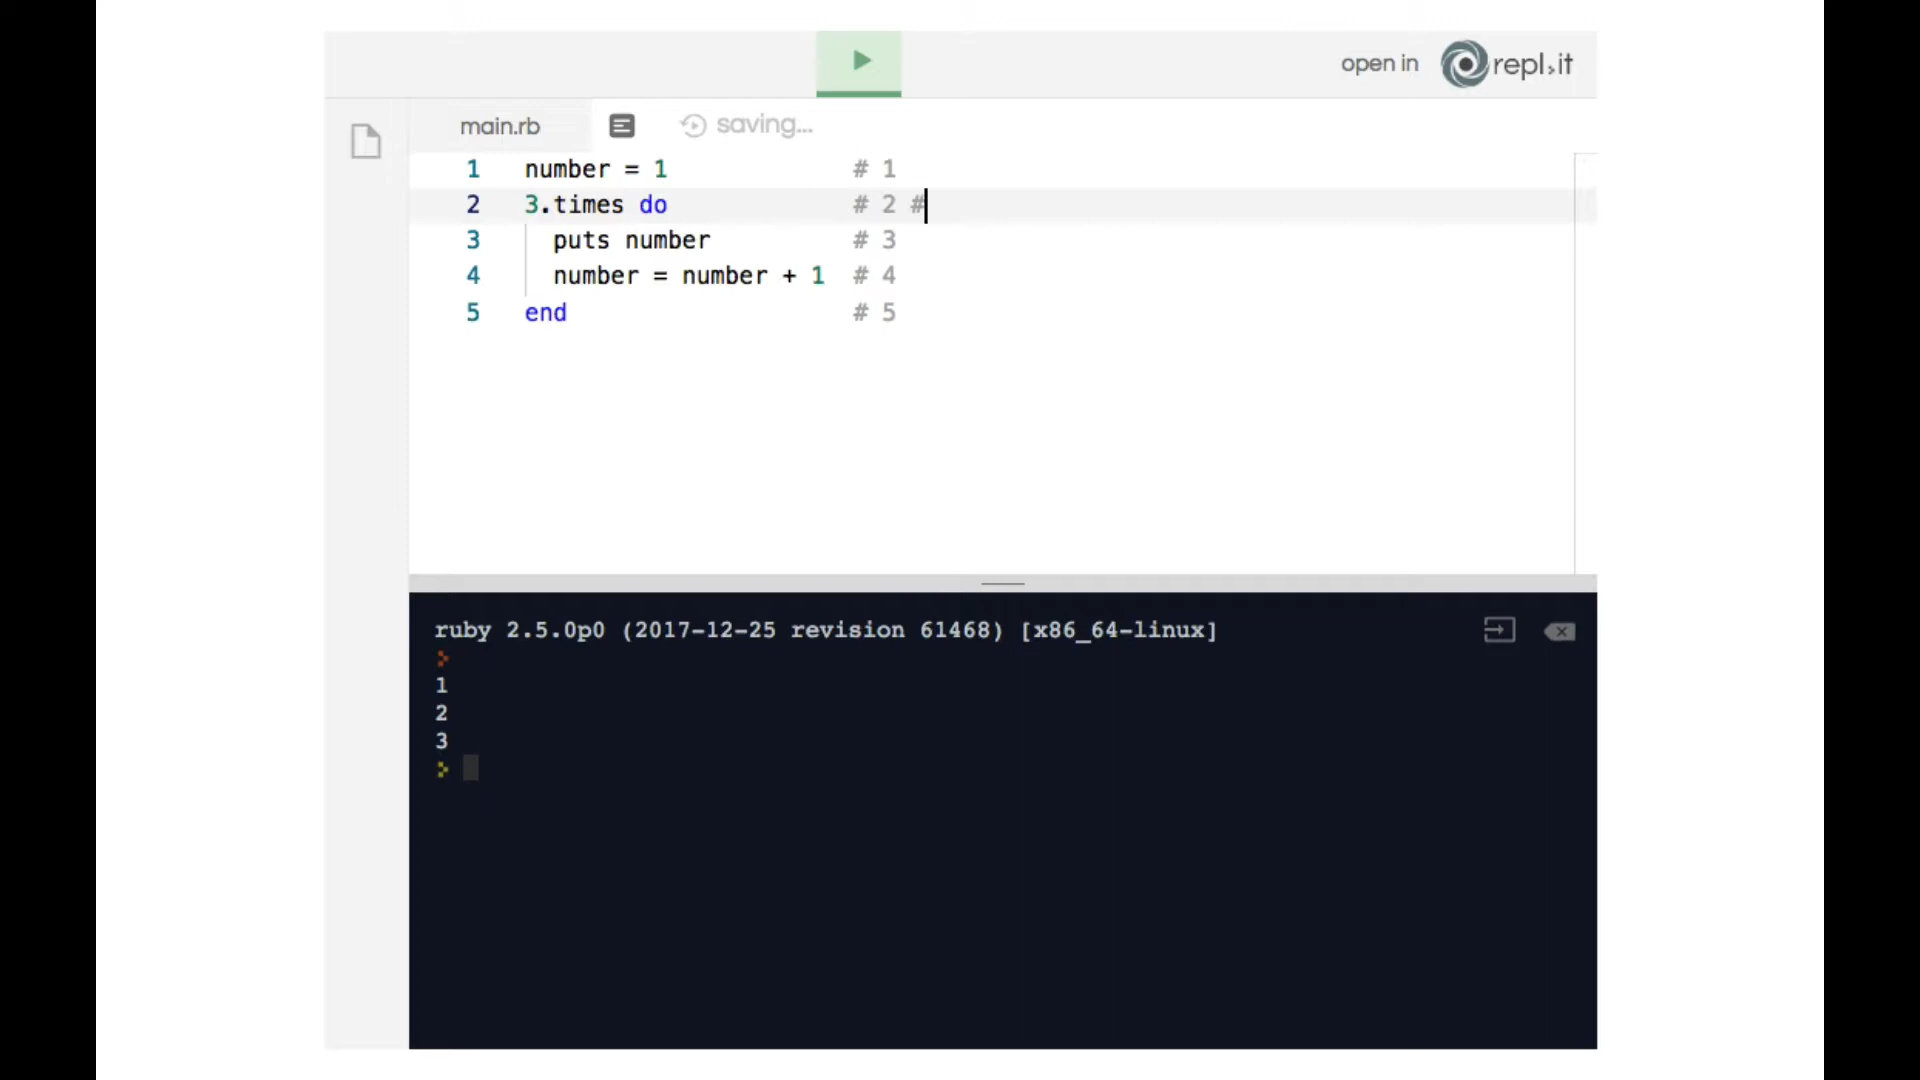 open in repl.it
main.rb saving...
1 number = 1 # 1
2 3.times do # 2 #
3 puts number # 3
4 number = number + 1 # 4
5 end # 5
ruby 2.5.0p0 (2017-12-25 revision 61468) [x86_64-linux]
>
1
2
3
>